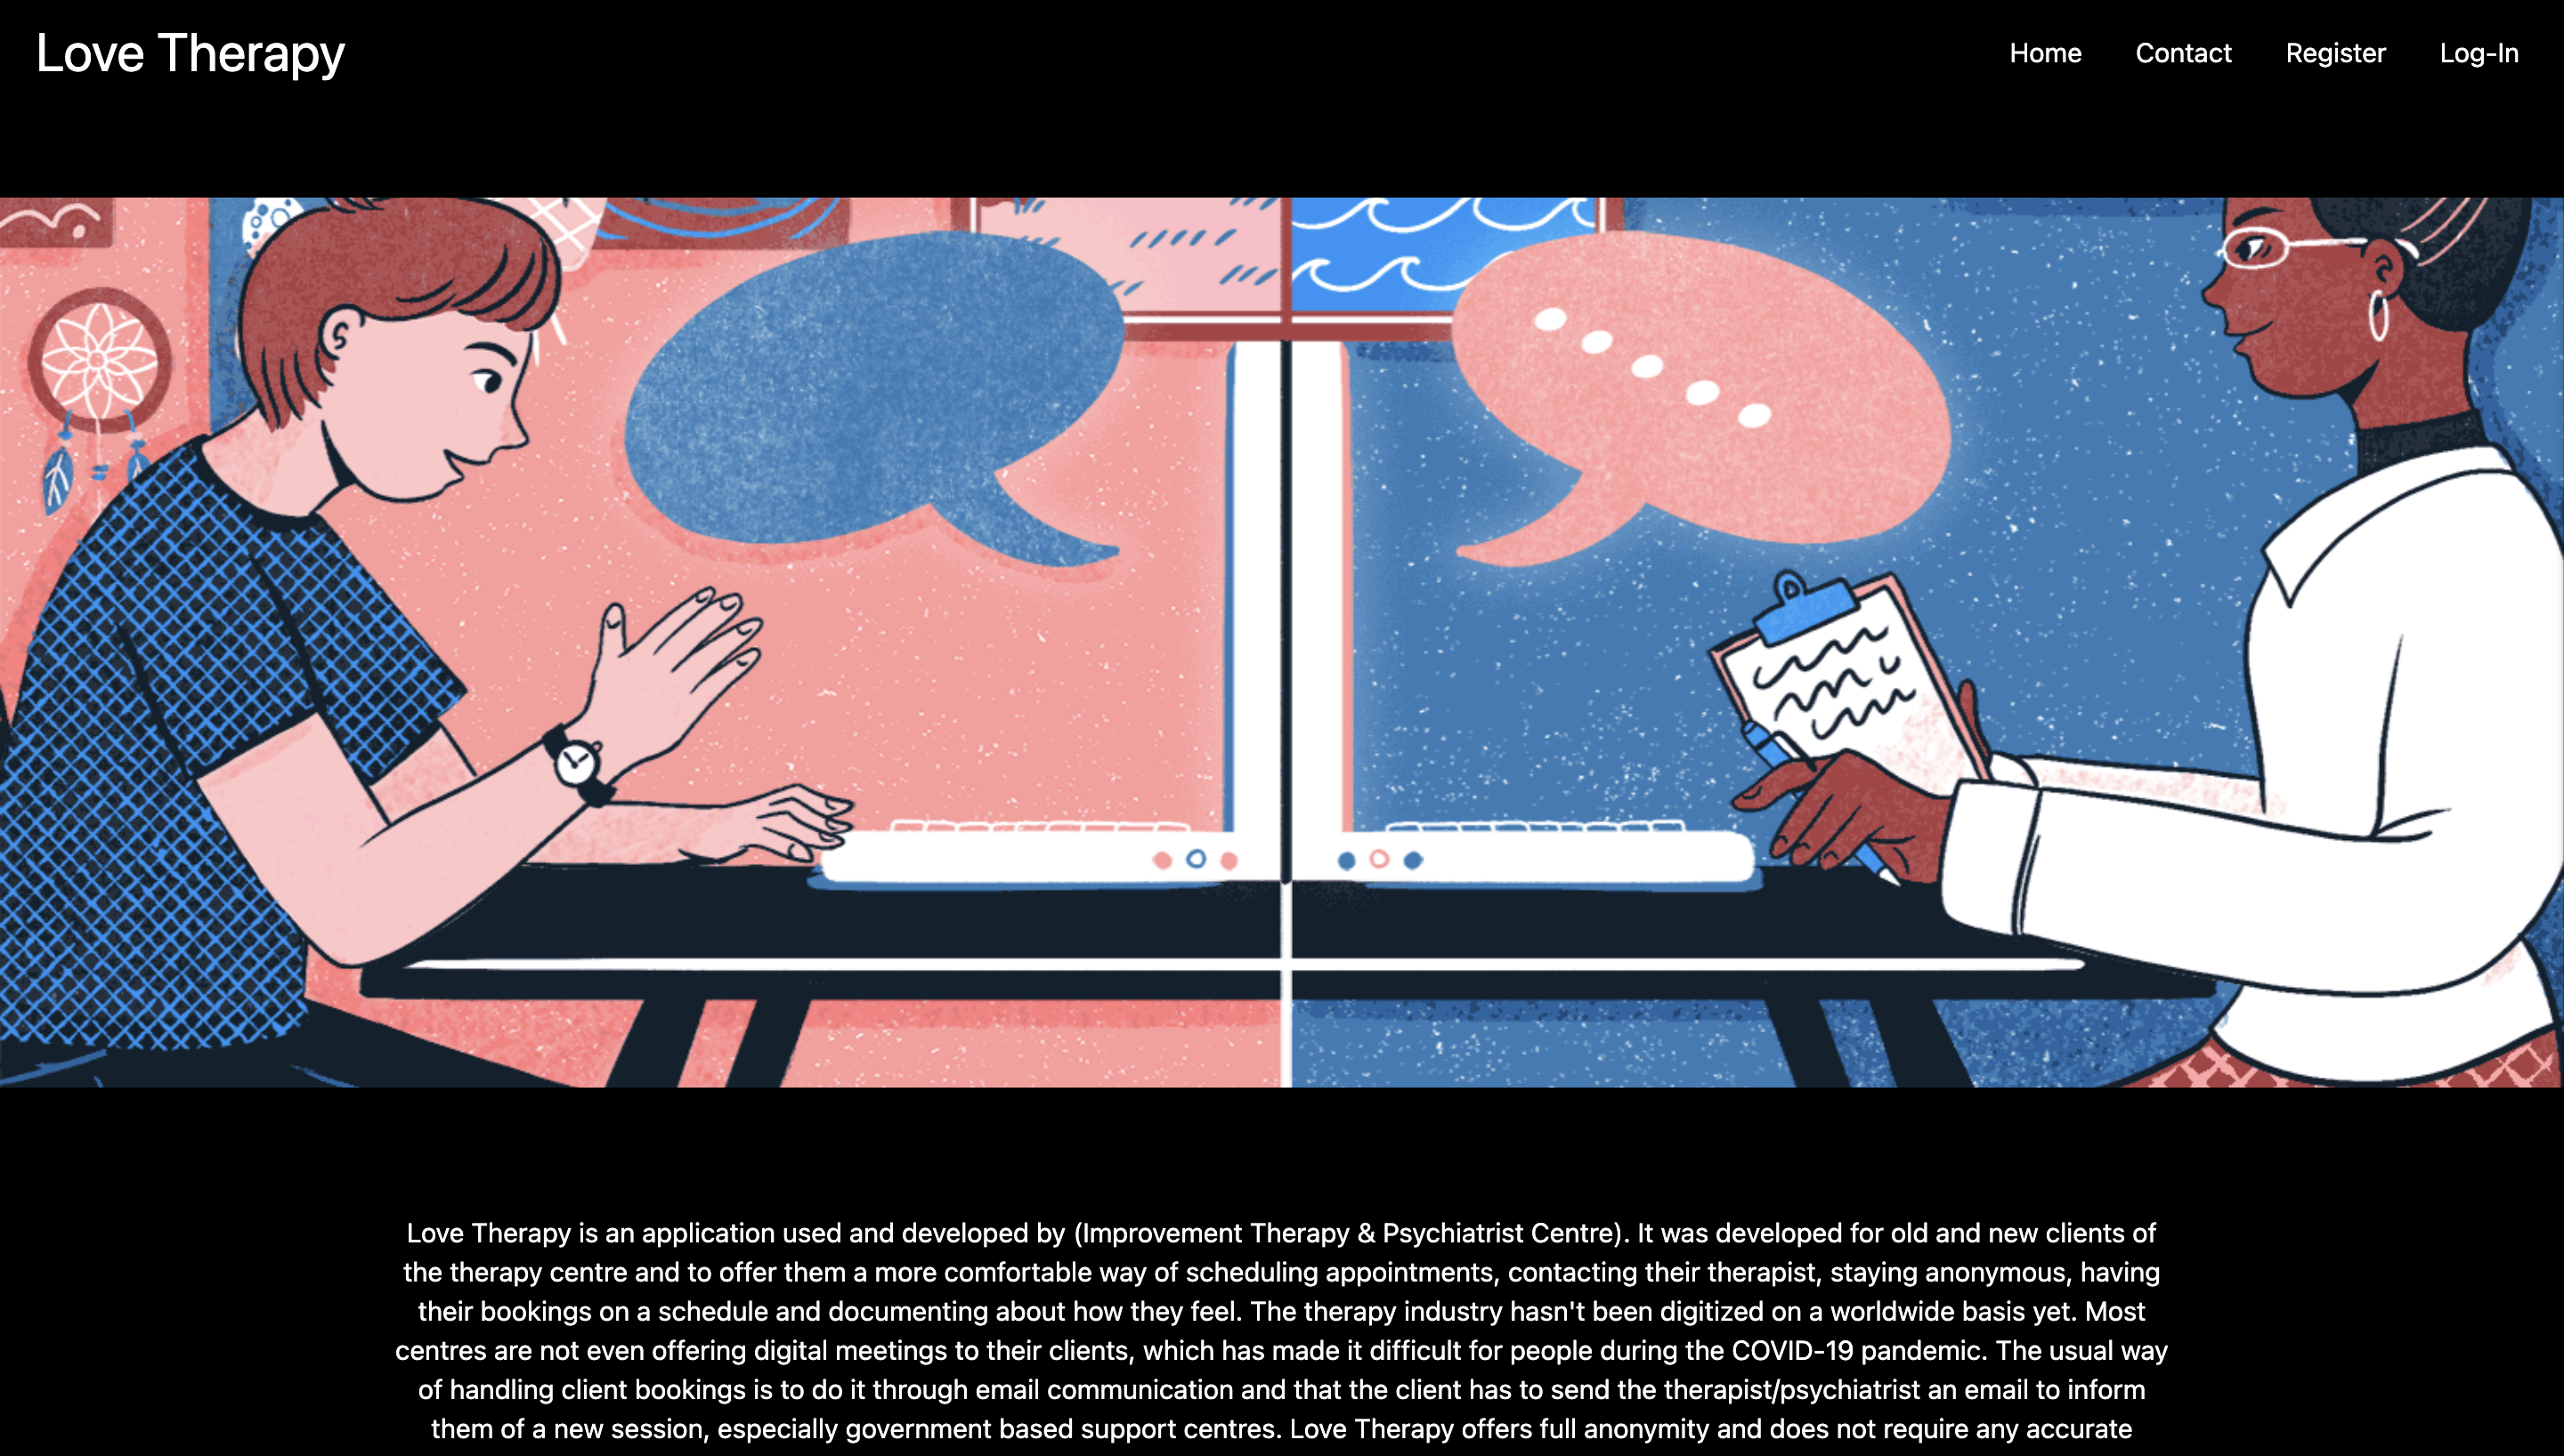 Love Therapy
Home Contact Register Log-In
Love Therapy is an application used and developed by (Improvement Therapy & Psychiatrist Centre). It was developed for old and new clients of
the therapy centre and to offer them a more comfortable way of scheduling appointments, contacting their therapist, staying anonymous, having
their bookings on a schedule and documenting about how they feel. The therapy industry hasn't been digitized on a worldwide basis yet. Most
centres are not even offering digital meetings to their clients, which has made it difficult for people during the COVID-19 pandemic. The usual way
of handling client bookings is to do it through email communication and that the client has to send the therapist/psychiatrist an email to inform
them of a new session, especially government based support centres. Love Therapy offers full anonymity and does not require any accurate